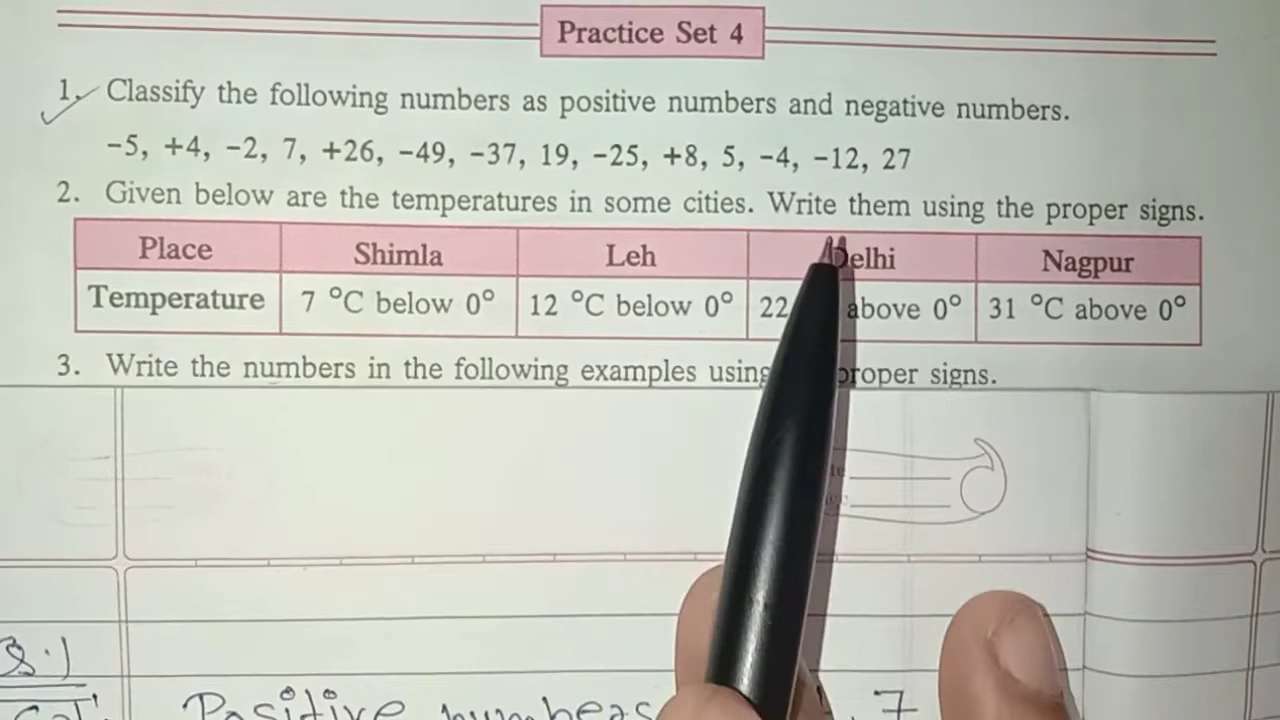 Practice Set 4
1. Classify the following numbers as positive numbers and negative numbers.
-5, +4, -2, 7, +26, -49, -37, 19, -25, +8, 5, -4, -12, 27
2. Given below are the temperatures in some cities. Write them using the proper signs.
Place Shimla Leh Delhi Nagpur
Temperature 7 °C below 0° 12 °C below 0° 22 above 0° 31 °C above 0°
3. Write the numbers in the following examples using proper signs.
Positive numbers 7